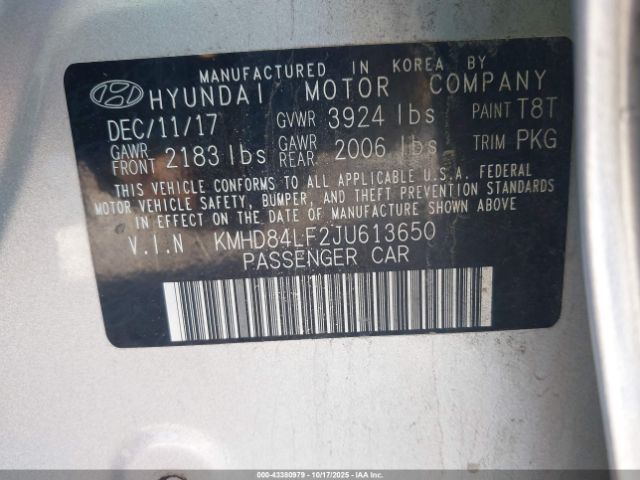 MANUFACTURED IN KOREA BY
HYUNDAI MOTOR COMPANY
DEC/11/17 GVWR 3924 lbs PAINT T8T
GAWR FRONT 2183 lbs GAWR REAR 2006 lbs TRIM PKG
THIS VEHICLE CONFORMS TO ALL APPLICABLE U.S.A. FEDERAL
MOTOR VEHICLE SAFETY, BUMPER, AND THEFT PREVENTION STANDARDS
IN EFFECT ON THE DATE OF MANUFACTURE SHOWN ABOVE
V.I.N KMHD84LF2JU613650
PASSENGER CAR
000-43380979 | 10/17/2025 | IAAI.COM